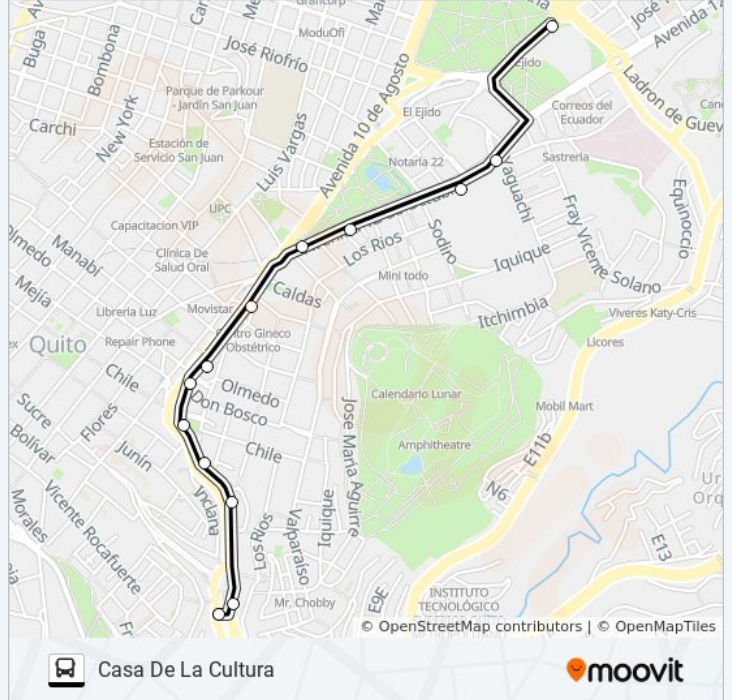 Grancorp
ModuOfi
José Riofrío
Buga
Bombona
Avenida 12
Ladron de Guev
Parque de Parkour
- Jardín San Juan
New York
Luis Vargas
Avenida 10 de Agosto
Ejido
El Ejido
Correos del
Ecuador
Carchi
Estación de
Servicio San Juan
Notaría 22
Sastreria
Yaguachi
UPC
Capacitacion VIP
Fray Vicente Solano
Equinoccio
Olmedo
Manabí
Clínica De
Salud Oral
Los Rios
Sodiro
Iquique
Mejía
Mini todo
Caldas
Librería Luz
Movistar
Itchimbia
Viveres Katy-Cris
Quito
Repair Phone
Centro Gineco
Obstétrico
Licores
Chile
Olmedo
Don Bosco
Calendario Lunar
Mobil Mart
Sucre
Flores
Bolívar
Junín
Chile
Jose Maria Aguirre
Amphitheatre
E11b
Vicente Rocafuerte
Morales
Inclana
Los Rios
Valparaiso
Iquique
N6
E13
Mr. Chobby
E9E
INSTITUTO
TECNOLÓGICO
© OpenStreetMap contributors | © OpenMapTiles
Casa De La Cultura
moovit